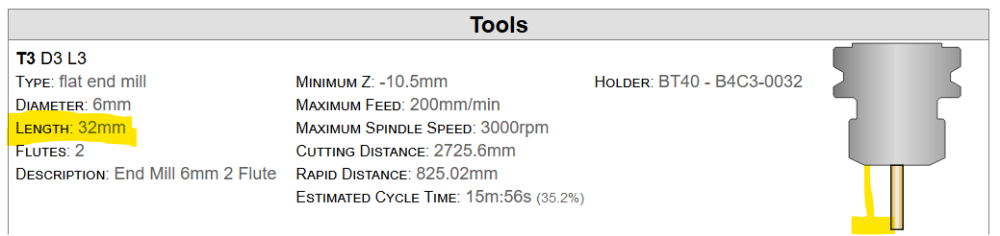 Tools
T3 D3 L3
TYPE: flat end mill
DIAMETER: 6mm
LENGTH: 32mm
FLUTES: 2
DESCRIPTION: End Mill 6mm 2 Flute
MINIMUM Z: -10.5mm
MAXIMUM FEED: 200mm/min
MAXIMUM SPINDLE SPEED: 3000rpm
CUTTING DISTANCE: 2725.6mm
RAPID DISTANCE: 825.02mm
ESTIMATED CYCLE TIME: 15m:56s (35.2%)
HOLDER: BT40 - B4C3-0032